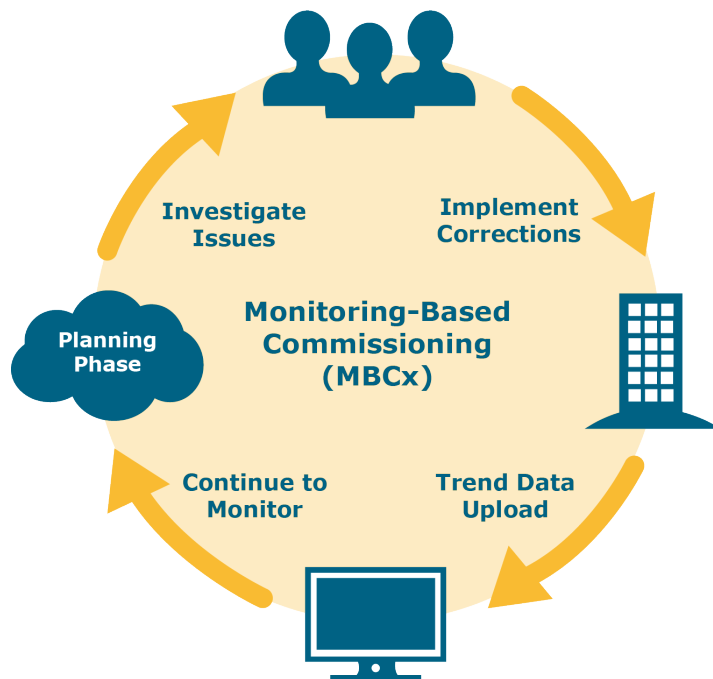 Investigate
Issues
Implement
Corrections
Monitoring-Based
Commissioning
(MBCx)
Planning
Phase
Continue to
Monitor
Trend Data
Upload